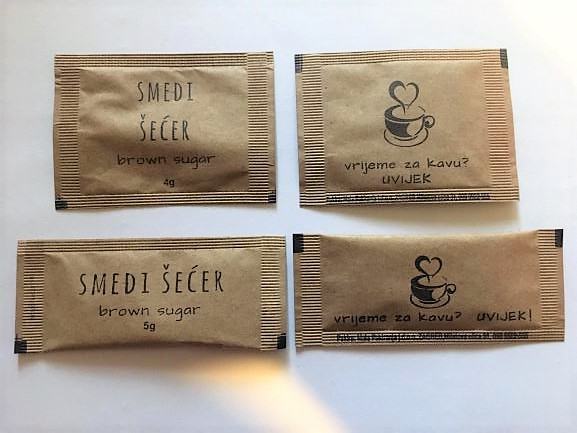 SMEDI
ŠEĆER
brown sugar
4g
vrijeme za kavu?
UVIJEK
SMEDI ŠEĆER
brown sugar
5g
vrijeme za kavu? UVIJEK!